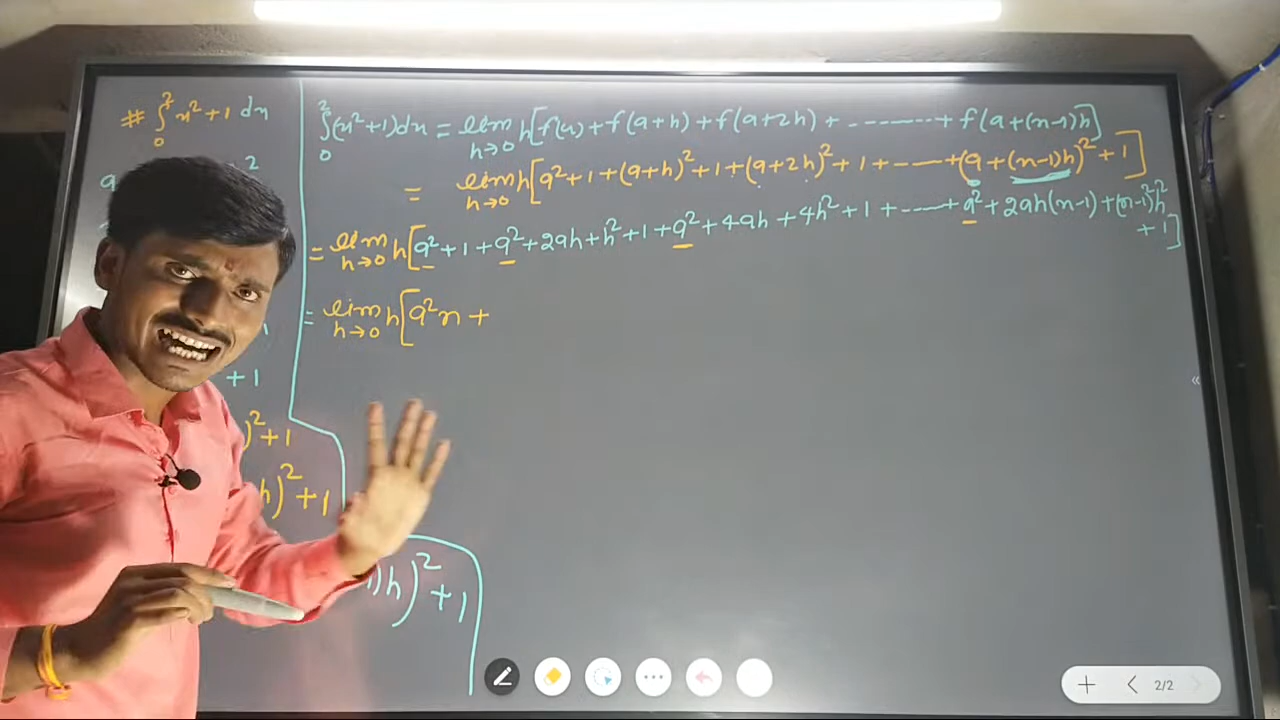 # ∫₀² x²+1 dx
2
+1
)²+1
h)²+1
1)h)²+1
∫₀²(x²+1)dx = lim h→0 h[f(a)+f(a+h)+f(a+2h)+--------+f(a+(n-1)h]
= lim h→0 h[a²+1+(a+h)²+1+(a+2h)²+1+-----+(a+(n-1)h)²+1]
= lim h→0 h[a²+1+a²+2ah+h²+1+a²+4ah+4h²+1+-----+a²+2ah(n-1)+(n-1)²h²
+1]
= lim h→0 h[a²n+
2/2